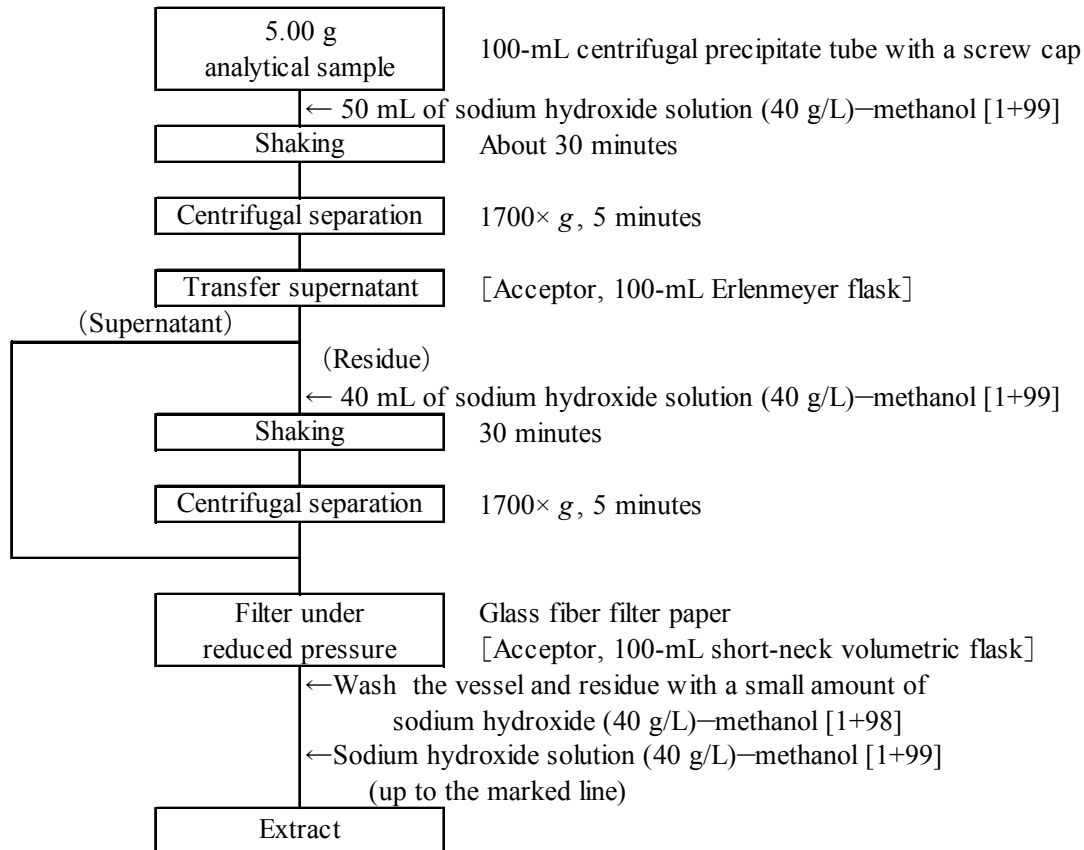 5.00 g
analytical sample
100-mL centrifugal precipitate tube with a screw cap
← 50 mL of sodium hydroxide solution (40 g/L)−methanol [1+99]
Shaking
About 30 minutes
Centrifugal separation
1700× g, 5 minutes
Transfer supernatant
［Acceptor, 100-mL Erlenmeyer flask］
（Supernatant）
（Residue）
← 40 mL of sodium hydroxide solution (40 g/L)−methanol [1+99]
Shaking
30 minutes
Centrifugal separation
1700× g, 5 minutes
Filter under
reduced pressure
Glass fiber filter paper
［Acceptor, 100-mL short-neck volumetric flask］
←Wash the vessel and residue with a small amount of
sodium hydroxide (40 g/L)−methanol [1+98]
←Sodium hydroxide solution (40 g/L)−methanol [1+99]
(up to the marked line)
Extract